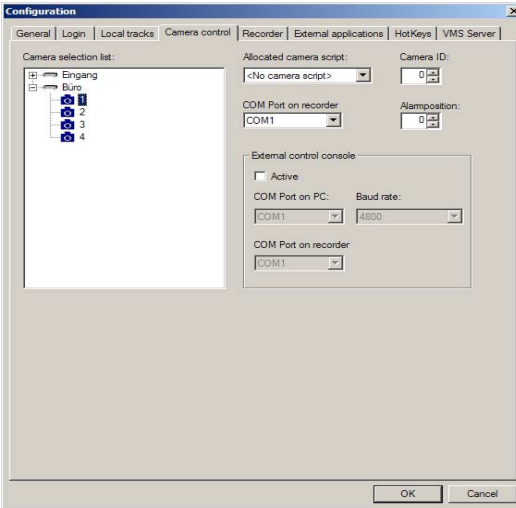 Configuration
General Login Local tracks Camera control Recorder External applications HotKeys VMS Server
Camera selection list:
Eingang
Büro
1
2
3
4
Allocated camera script:
<No camera script>
Camera ID:
0
COM Port on recorder
COM1
Alarmposition:
0
External control console
Active
COM Port on PC:
COM1
Baud rate:
4800
COM Port on recorder
COM1
OK Cancel